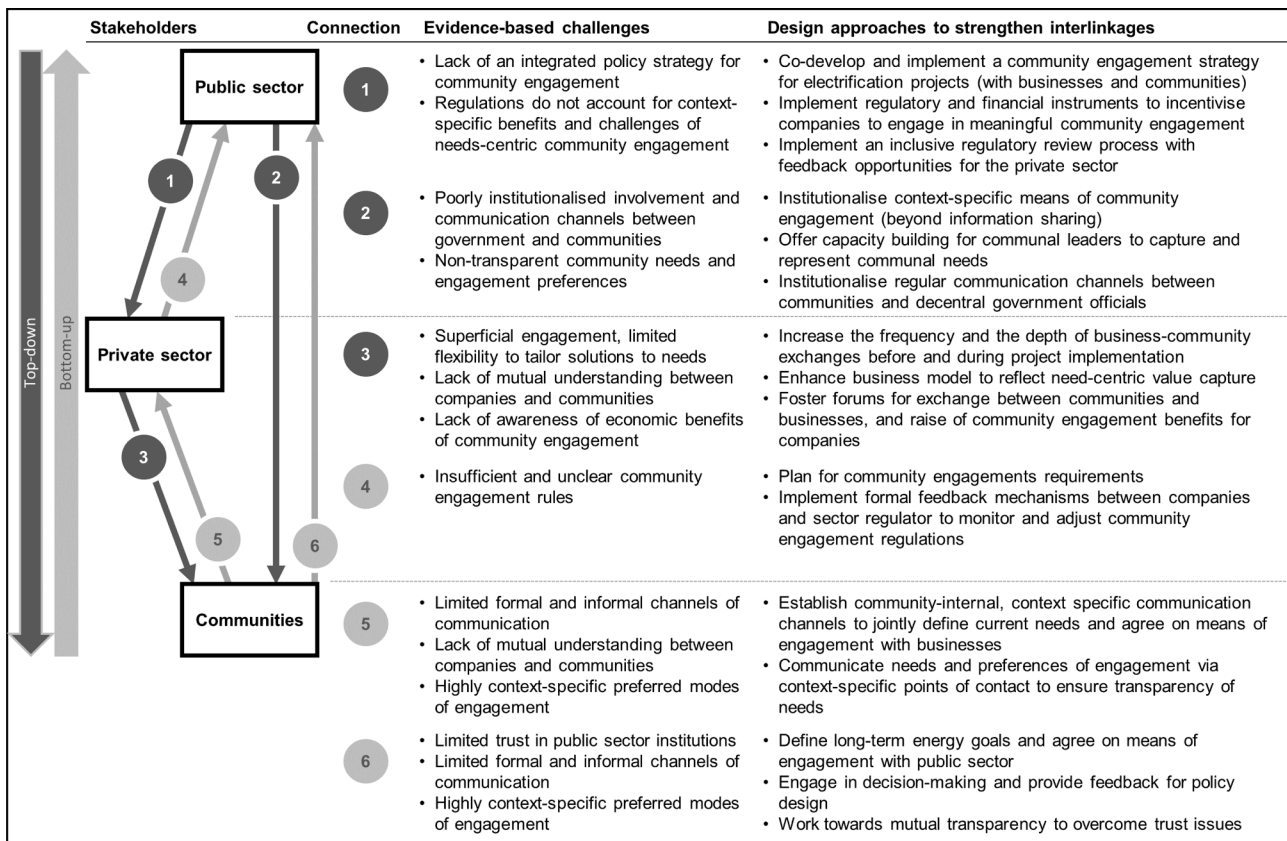 Stakeholders Connection Evidence-based challenges Design approaches to strengthen interlinkages
Top-down
Bottom-up
Public sector
1
2
4
Private sector
3
5
6
Communities
1
• Lack of an integrated policy strategy for
community engagement
• Regulations do not account for context-
specific benefits and challenges of
needs-centric community engagement
• Co-develop and implement a community engagement strategy
for electrification projects (with businesses and communities)
• Implement regulatory and financial instruments to incentivise
companies to engage in meaningful community engagement
• Implement an inclusive regulatory review process with
feedback opportunities for the private sector
2
• Poorly institutionalised involvement and
communication channels between
government and communities
• Non-transparent community needs and
engagement preferences
• Institutionalise context-specific means of community
engagement (beyond information sharing)
• Offer capacity building for communal leaders to capture and
represent communal needs
• Institutionalise regular communication channels between
communities and decentral government officials
3
• Superficial engagement, limited
flexibility to tailor solutions to needs
• Lack of mutual understanding between
companies and communities
• Lack of awareness of economic benefits
of community engagement
• Increase the frequency and the depth of business-community
exchanges before and during project implementation
• Enhance business model to reflect need-centric value capture
• Foster forums for exchange between communities and
businesses, and raise of community engagement benefits for
companies
4
• Insufficient and unclear community
engagement rules
• Plan for community engagements requirements
• Implement formal feedback mechanisms between companies
and sector regulator to monitor and adjust community
engagement regulations
5
• Limited formal and informal channels of
communication
• Lack of mutual understanding between
companies and communities
• Highly context-specific preferred modes
of engagement
• Establish community-internal, context specific communication
channels to jointly define current needs and agree on means of
engagement with businesses
• Communicate needs and preferences of engagement via
context-specific points of contact to ensure transparency of
needs
6
• Limited trust in public sector institutions
• Limited formal and informal channels of
communication
• Highly context-specific preferred modes
of engagement
• Define long-term energy goals and agree on means of
engagement with public sector
• Engage in decision-making and provide feedback for policy
design
• Work towards mutual transparency to overcome trust issues